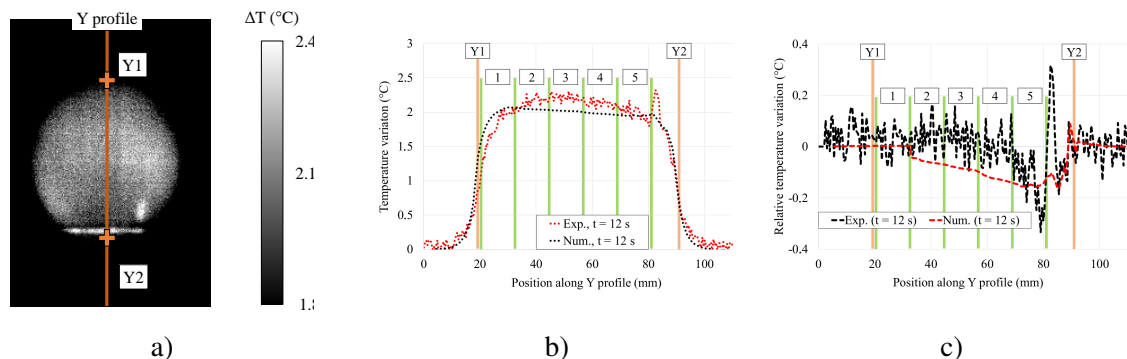 Y profile
Y1
Y2
ΔT (°C)
2.4
2.1
1.8
a)
Temperature variaton (°C)
3
2.5
2
1.5
1
0.5
0
Y1
1
2
3
4
5
Y2
Exp., t = 12 s
Num., t = 12 s
0
20
40
60
80
100
Position along Y profile (mm)
b)
Relative temperature variation (°C)
0.4
0.2
0
-0.2
-0.4
Y1
1
2
3
4
5
Y2
Exp. (t = 12 s)
Num. (t = 12 s)
0
20
40
60
80
100
Position along Y profile (mm)
c)